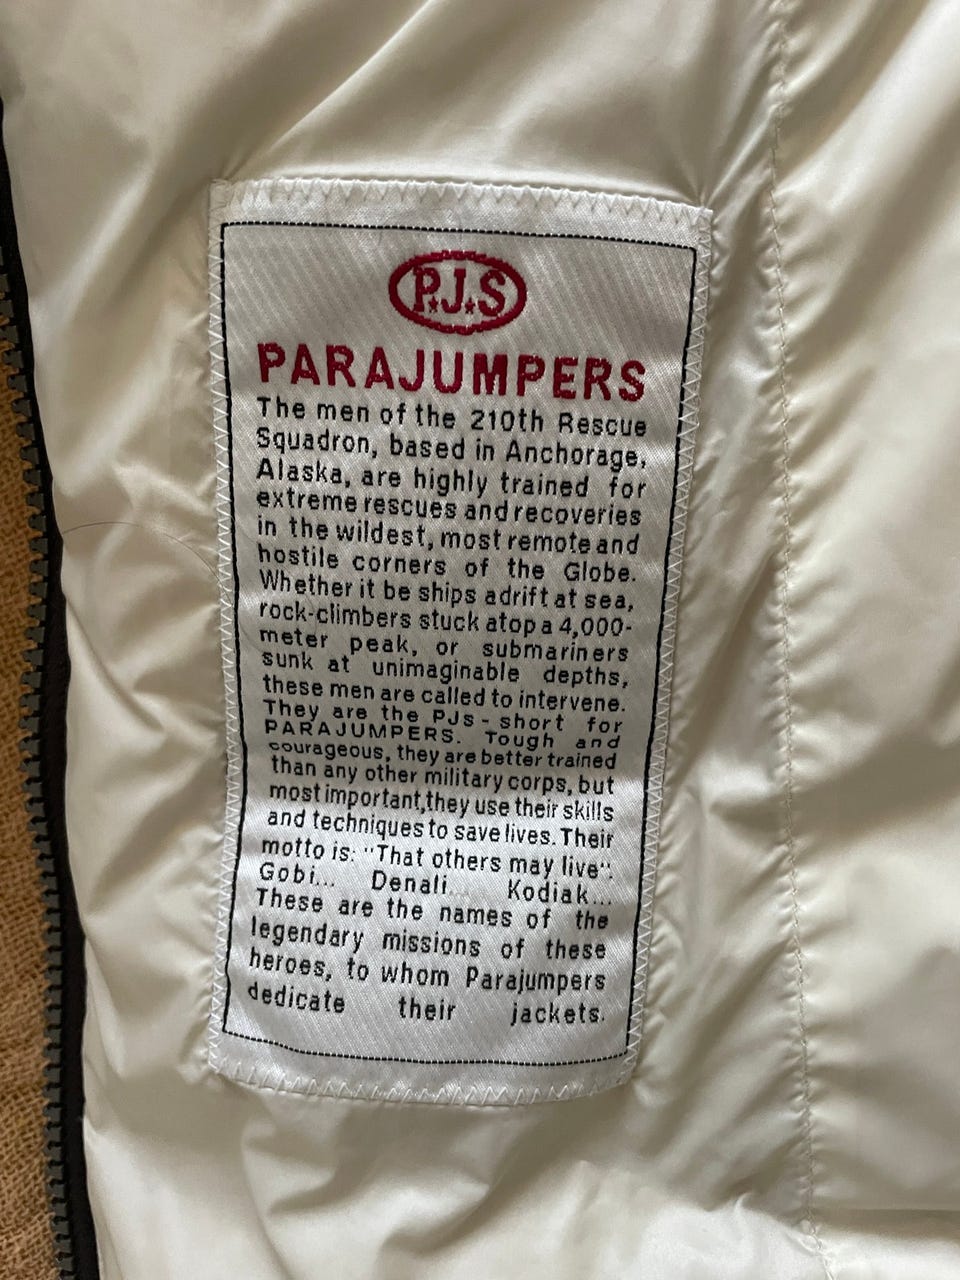 P.J.S
PARAJUMPERS
The men of the 210th Rescue
Squadron, based in Anchorage,
Alaska, are highly trained for
extreme rescues and recoveries
in the wildest, most remote and
hostile corners of the Globe.
Whether it be ships adrift at sea,
rock-climbers stuck atop a 4,000-
meter peak, or submariners
sunk at unimaginable depths,
these men are called to intervene.
They are the PJs - short for
PARAJUMPERS. Tough and
courageous, they are better trained
than any other military corps, but
most important,they use their skills
and techniques to save lives. Their
motto is: "That others may live".
Gobi... Denali... Kodiak...
These are the names of the
legendary missions of these
heroes, to whom Parajumpers
dedicate their jackets.